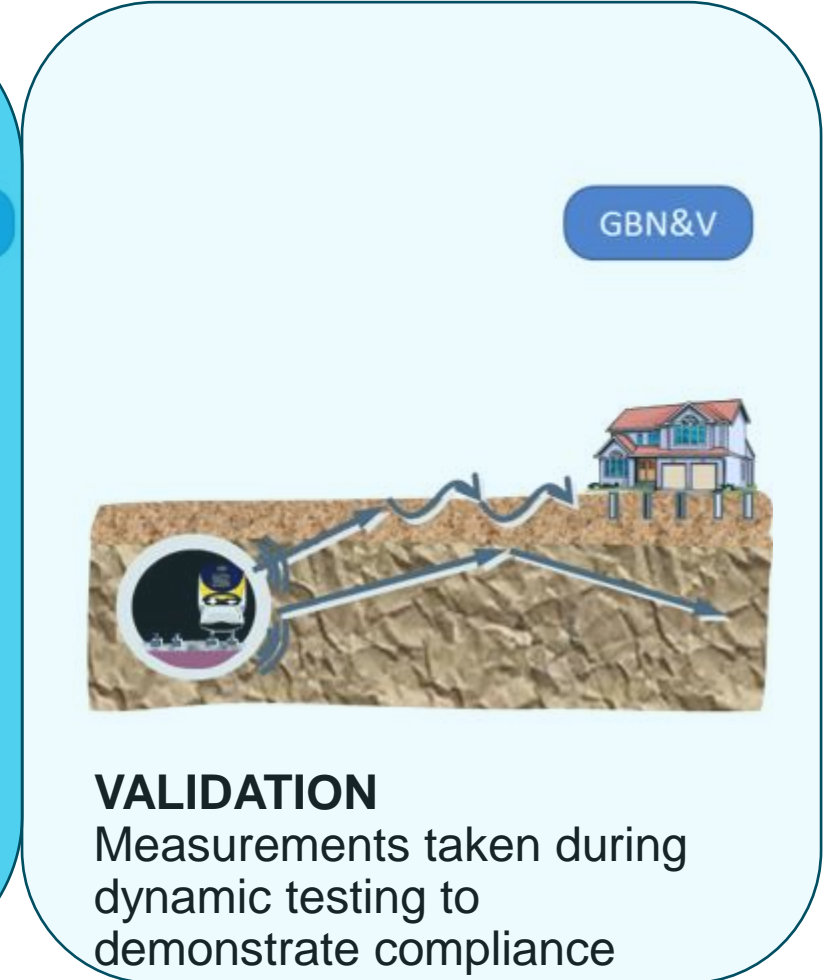 GBN&V
VALIDATION
Measurements taken during
dynamic testing to
demonstrate compliance